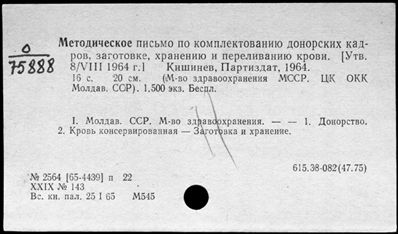 0
75888
Методическое письмо по комплектованию донорских кад-
ров, заготовке, хранению и переливанию крови. [Утв.
8/VIII 1964 г.] Кишинев, Партиздат, 1964.
16 с. 20 см. (М-во здравоохранения МССР. ЦК ОКК
Молдав. ССР). 1,500 экз. Беспл.
1. Молдав. ССР. М-во здравоохранения. — — 1. Донорство.
2. Кровь консервированная — Заготовка и хранение.
615.38-082(47.75)
№ 2564 [65-4439] п 22
XXIX № 143
Вс. кн. пал. 25 I 65 М545